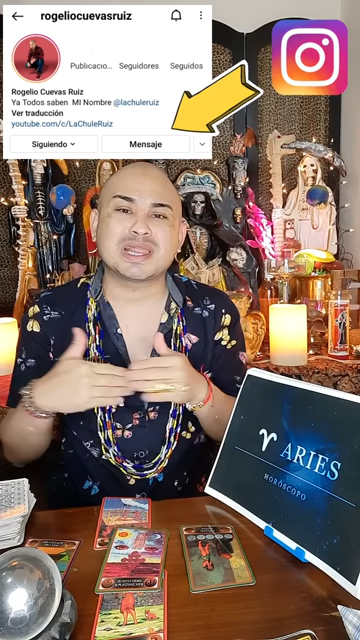 rogeliocuevasruiz
Publicacio...
Seguidores
Seguidos
Rogelio Cuevas Ruiz
Ya Todos saben MI Nombre @lachuleruiz
Ver traducción
youtube.com/c/LaChuleRuiz
Siguiendo
Mensaje
ARIES
HORÓSCOPO